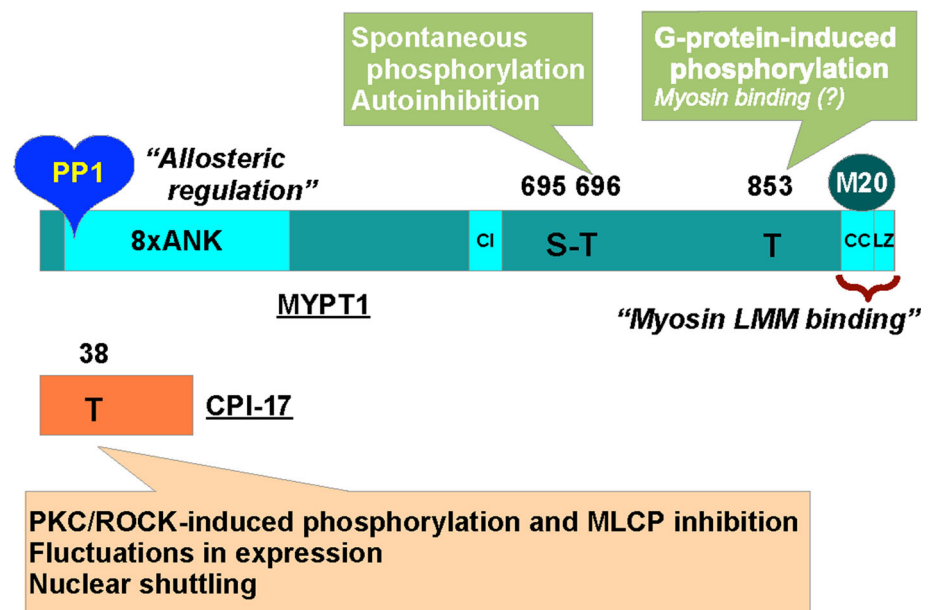 Spontaneous
phosphorylation
Autoinhibition
G-protein-induced
phosphorylation
Myosin binding (?)
PP1
“Allosteric
regulation”
695 696
853
M20
8xANK
CI
S-T
T
CC
LZ
MYPT1
“Myosin LMM binding”
38
T
CPI-17
PKC/ROCK-induced phosphorylation and MLCP inhibition
Fluctuations in expression
Nuclear shuttling